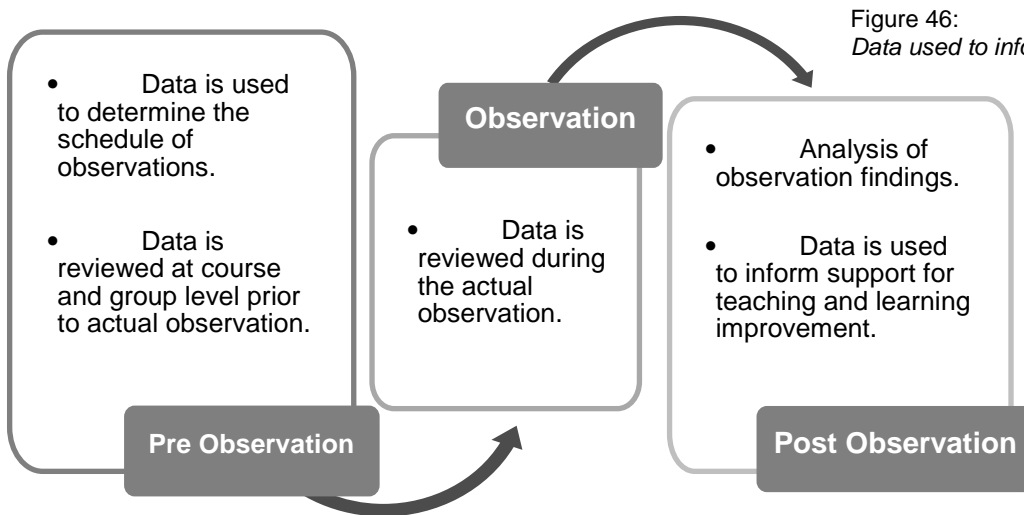 Figure 46:
Data used to info
• Data is used
to determine the
schedule of
observations.
• Data is
reviewed at course
and group level prior
to actual observation.
Pre Observation
Observation
• Data is
reviewed during
the actual
observation.
• Analysis of
observation findings.
• Data is used
to inform support for
teaching and learning
improvement.
Post Observation